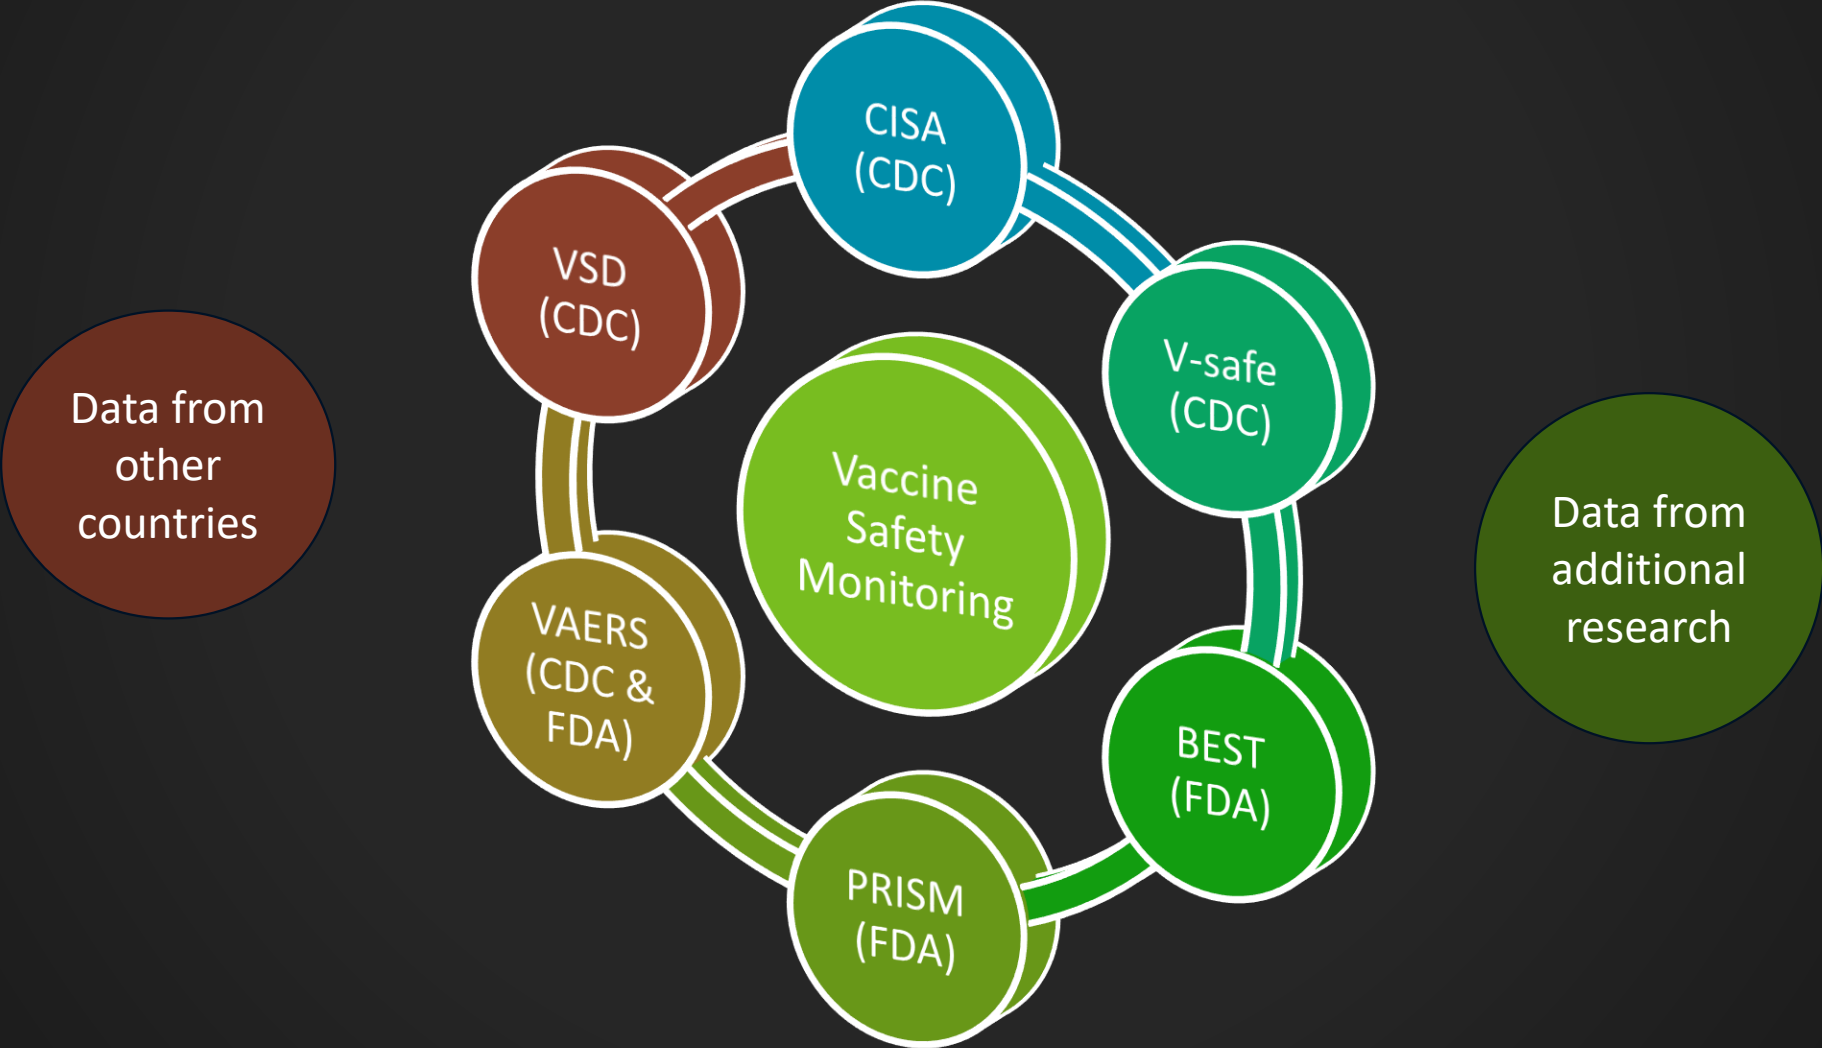 CISA
(CDC)
V-safe
(CDC)
BEST
(FDA)
PRISM
(FDA)
VAERS
(CDC &
FDA)
VSD
(CDC)
Vaccine
Safety
Monitoring
Data from
other
countries
Data from
additional
research